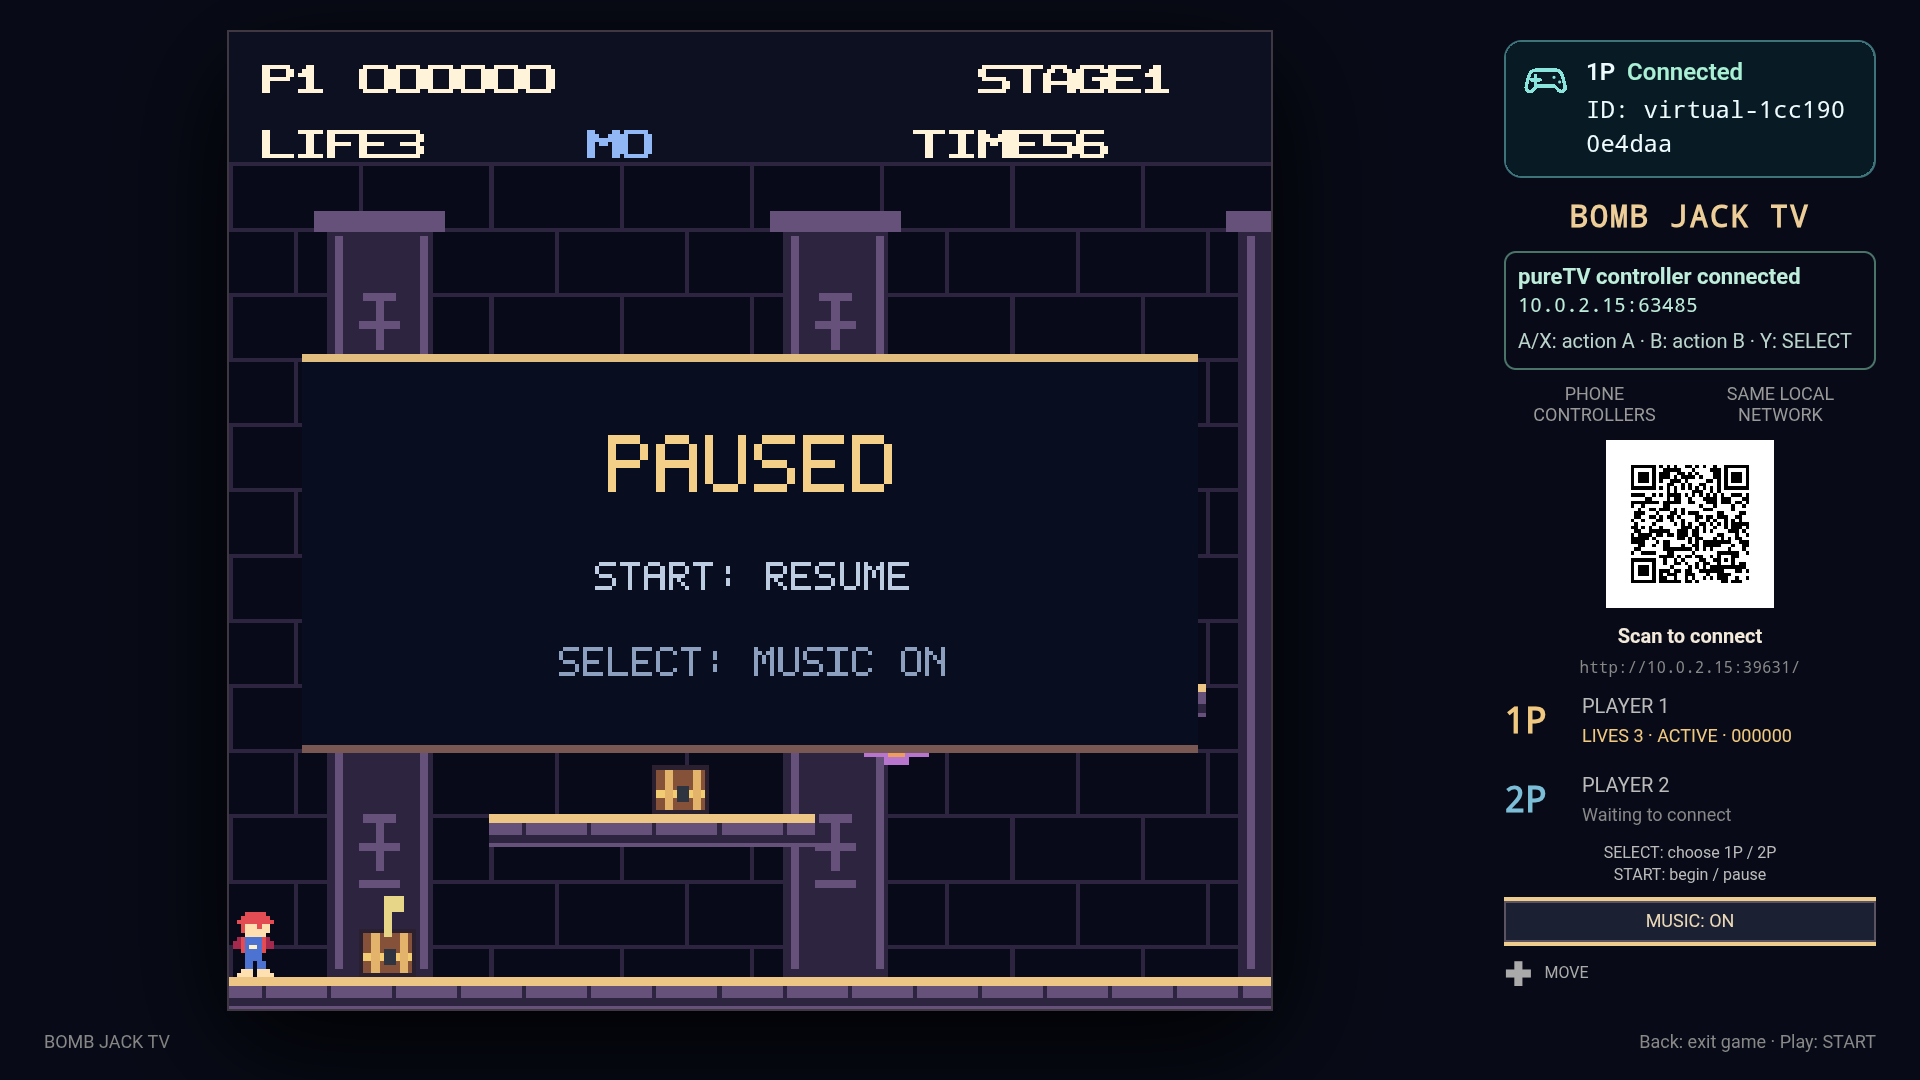 P1 000000
STAGE1
LIFE3
M0
TIME56
PAUSED
START: RESUME
SELECT: MUSIC ON
1P Connected
ID: virtual-1cc190
0e4daa
BOMB JACK TV
pureTV controller connected
10.0.2.15:63485
A/X: action A · B: action B · Y: SELECT
PHONE
CONTROLLERS
SAME LOCAL
NETWORK
Scan to connect
http://10.0.2.15:39631/
1P
PLAYER 1
LIVES 3 · ACTIVE · 000000
2P
PLAYER 2
Waiting to connect
SELECT: choose 1P / 2P
START: begin / pause
MUSIC: ON
MOVE
BOMB JACK TV
Back: exit game · Play: START